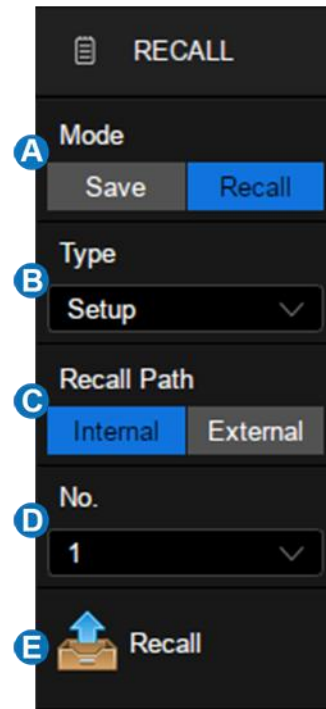 RECALL
A Mode
Save Recall
Type
B
Setup
Recall Path
C
Internal External
No.
D
1
E Recall